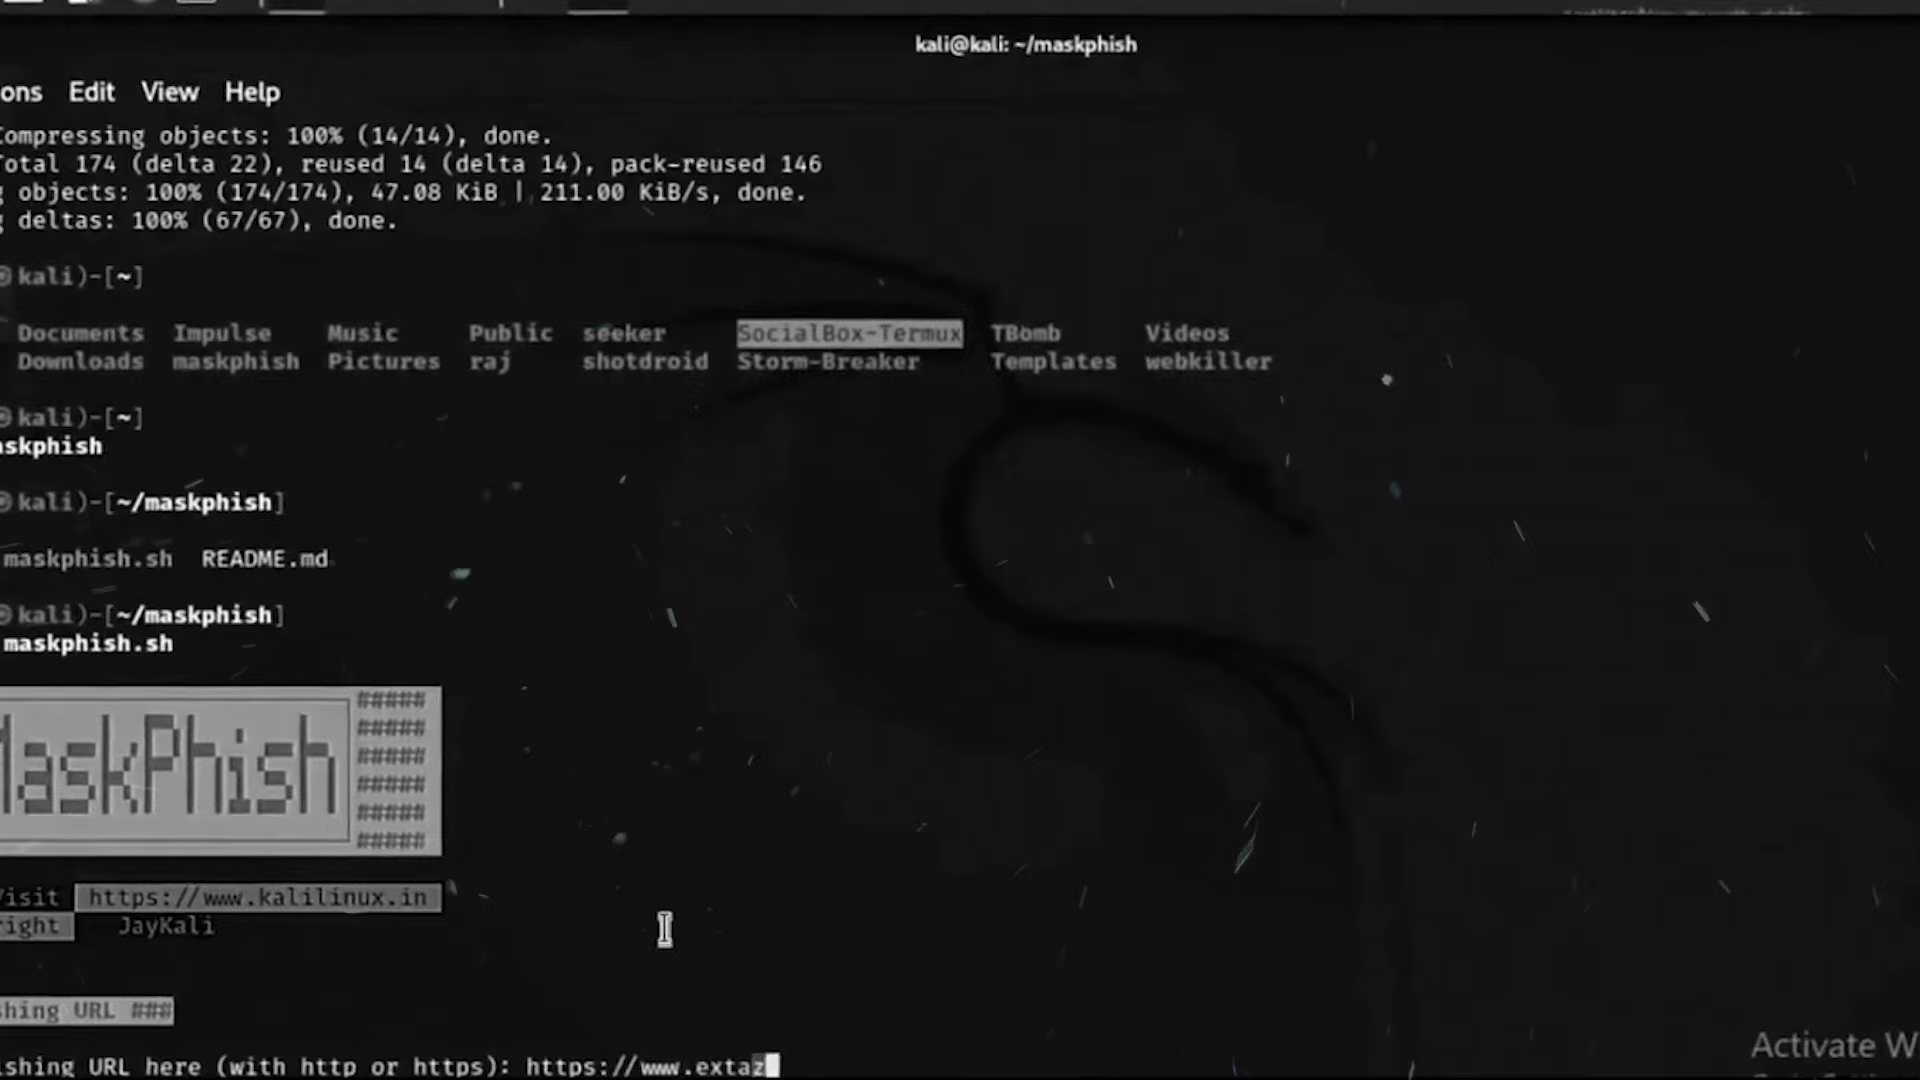 kali@kali: ~/maskphish
ons Edit View Help
Compressing objects: 100% (14/14), done.
Total 174 (delta 22), reused 14 (delta 14), pack-reused 146
g objects: 100% (174/174), 47.08 KiB | 211.00 KiB/s, done.
g deltas: 100% (67/67), done.
kali)-[~]
Documents Impulse Music Public seeker SocialBox-Termux TBomb Videos
Downloads maskphish Pictures raj shotdroid Storm-Breaker Templates webkiller
kali)-[~]
askphish
kali)-[~/maskphish]
maskphish.sh README.md
kali)-[~/maskphish]
maskphish.sh
MaskPhish #####
#####
#####
#####
#####
#####
Visit https://www.kalilinux.in
right JayKali
shing URL ###
ishing URL here (with http or https): https://www.extaz
Activate W